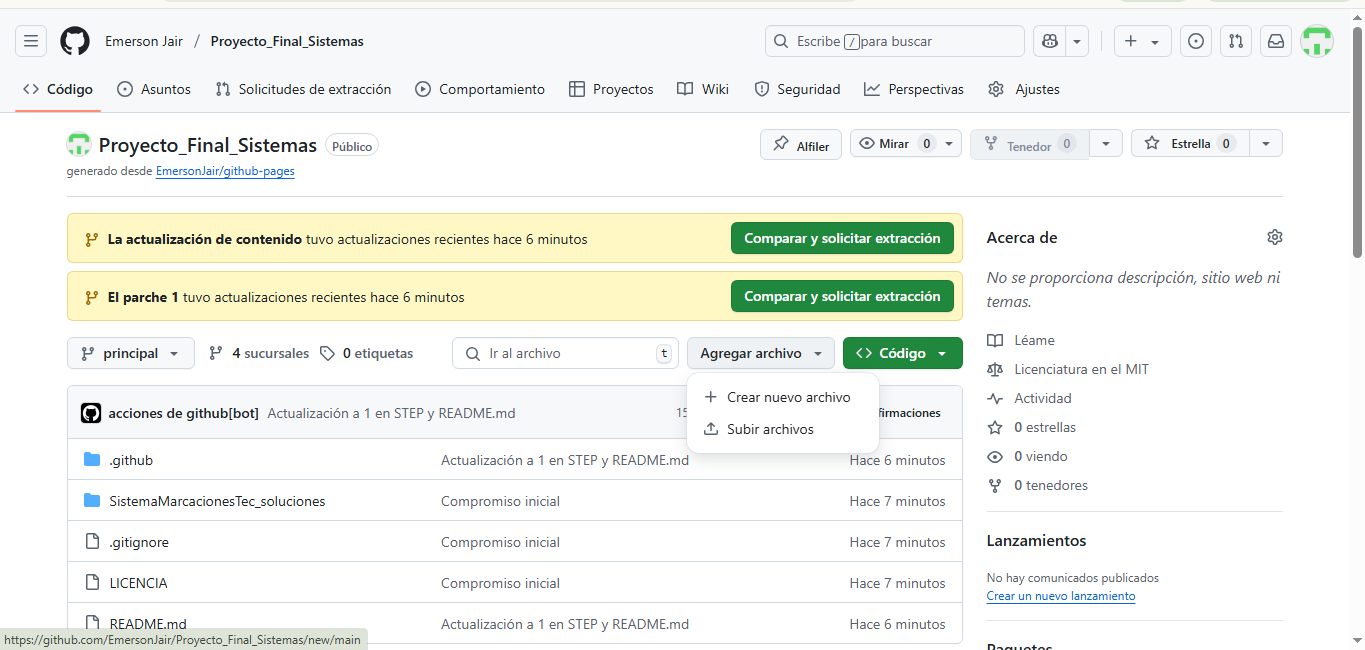 Emerson Jair / Proyecto_Final_Sistemas
Escribe / para buscar
Código
Asuntos
Solicitudes de extracción
Comportamiento
Proyectos
Wiki
Seguridad
Perspectivas
Ajustes
Proyecto_Final_Sistemas Público
generado desde EmersonJair/github-pages
Alfiler
Mirar 0
Tenedor 0
Estrella 0
La actualización de contenido tuvo actualizaciones recientes hace 6 minutos
Comparar y solicitar extracción
El parche 1 tuvo actualizaciones recientes hace 6 minutos
Comparar y solicitar extracción
principal
4 sucursales
0 etiquetas
Ir al archivo t
Agregar archivo
Código
Crear nuevo archivo
Subir archivos
acciones de github[bot] Actualización a 1 en STEP y README.md 15 firmaciones
.github Actualización a 1 en STEP y README.md Hace 6 minutos
SistemaMarcacionesTec_soluciones Compromiso inicial Hace 7 minutos
.gitignore Compromiso inicial Hace 7 minutos
LICENCIA Compromiso inicial Hace 7 minutos
README.md Actualización a 1 en STEP y README.md Hace 6 minutos
Acerca de
No se proporciona descripción, sitio web ni
temas.
Léame
Licenciatura en el MIT
Actividad
0 estrellas
0 viendo
0 tenedores
Lanzamientos
No hay comunicados publicados
Crear un nuevo lanzamiento
Paquetes
https://github.com/EmersonJair/Proyecto_Final_Sistemas/new/main